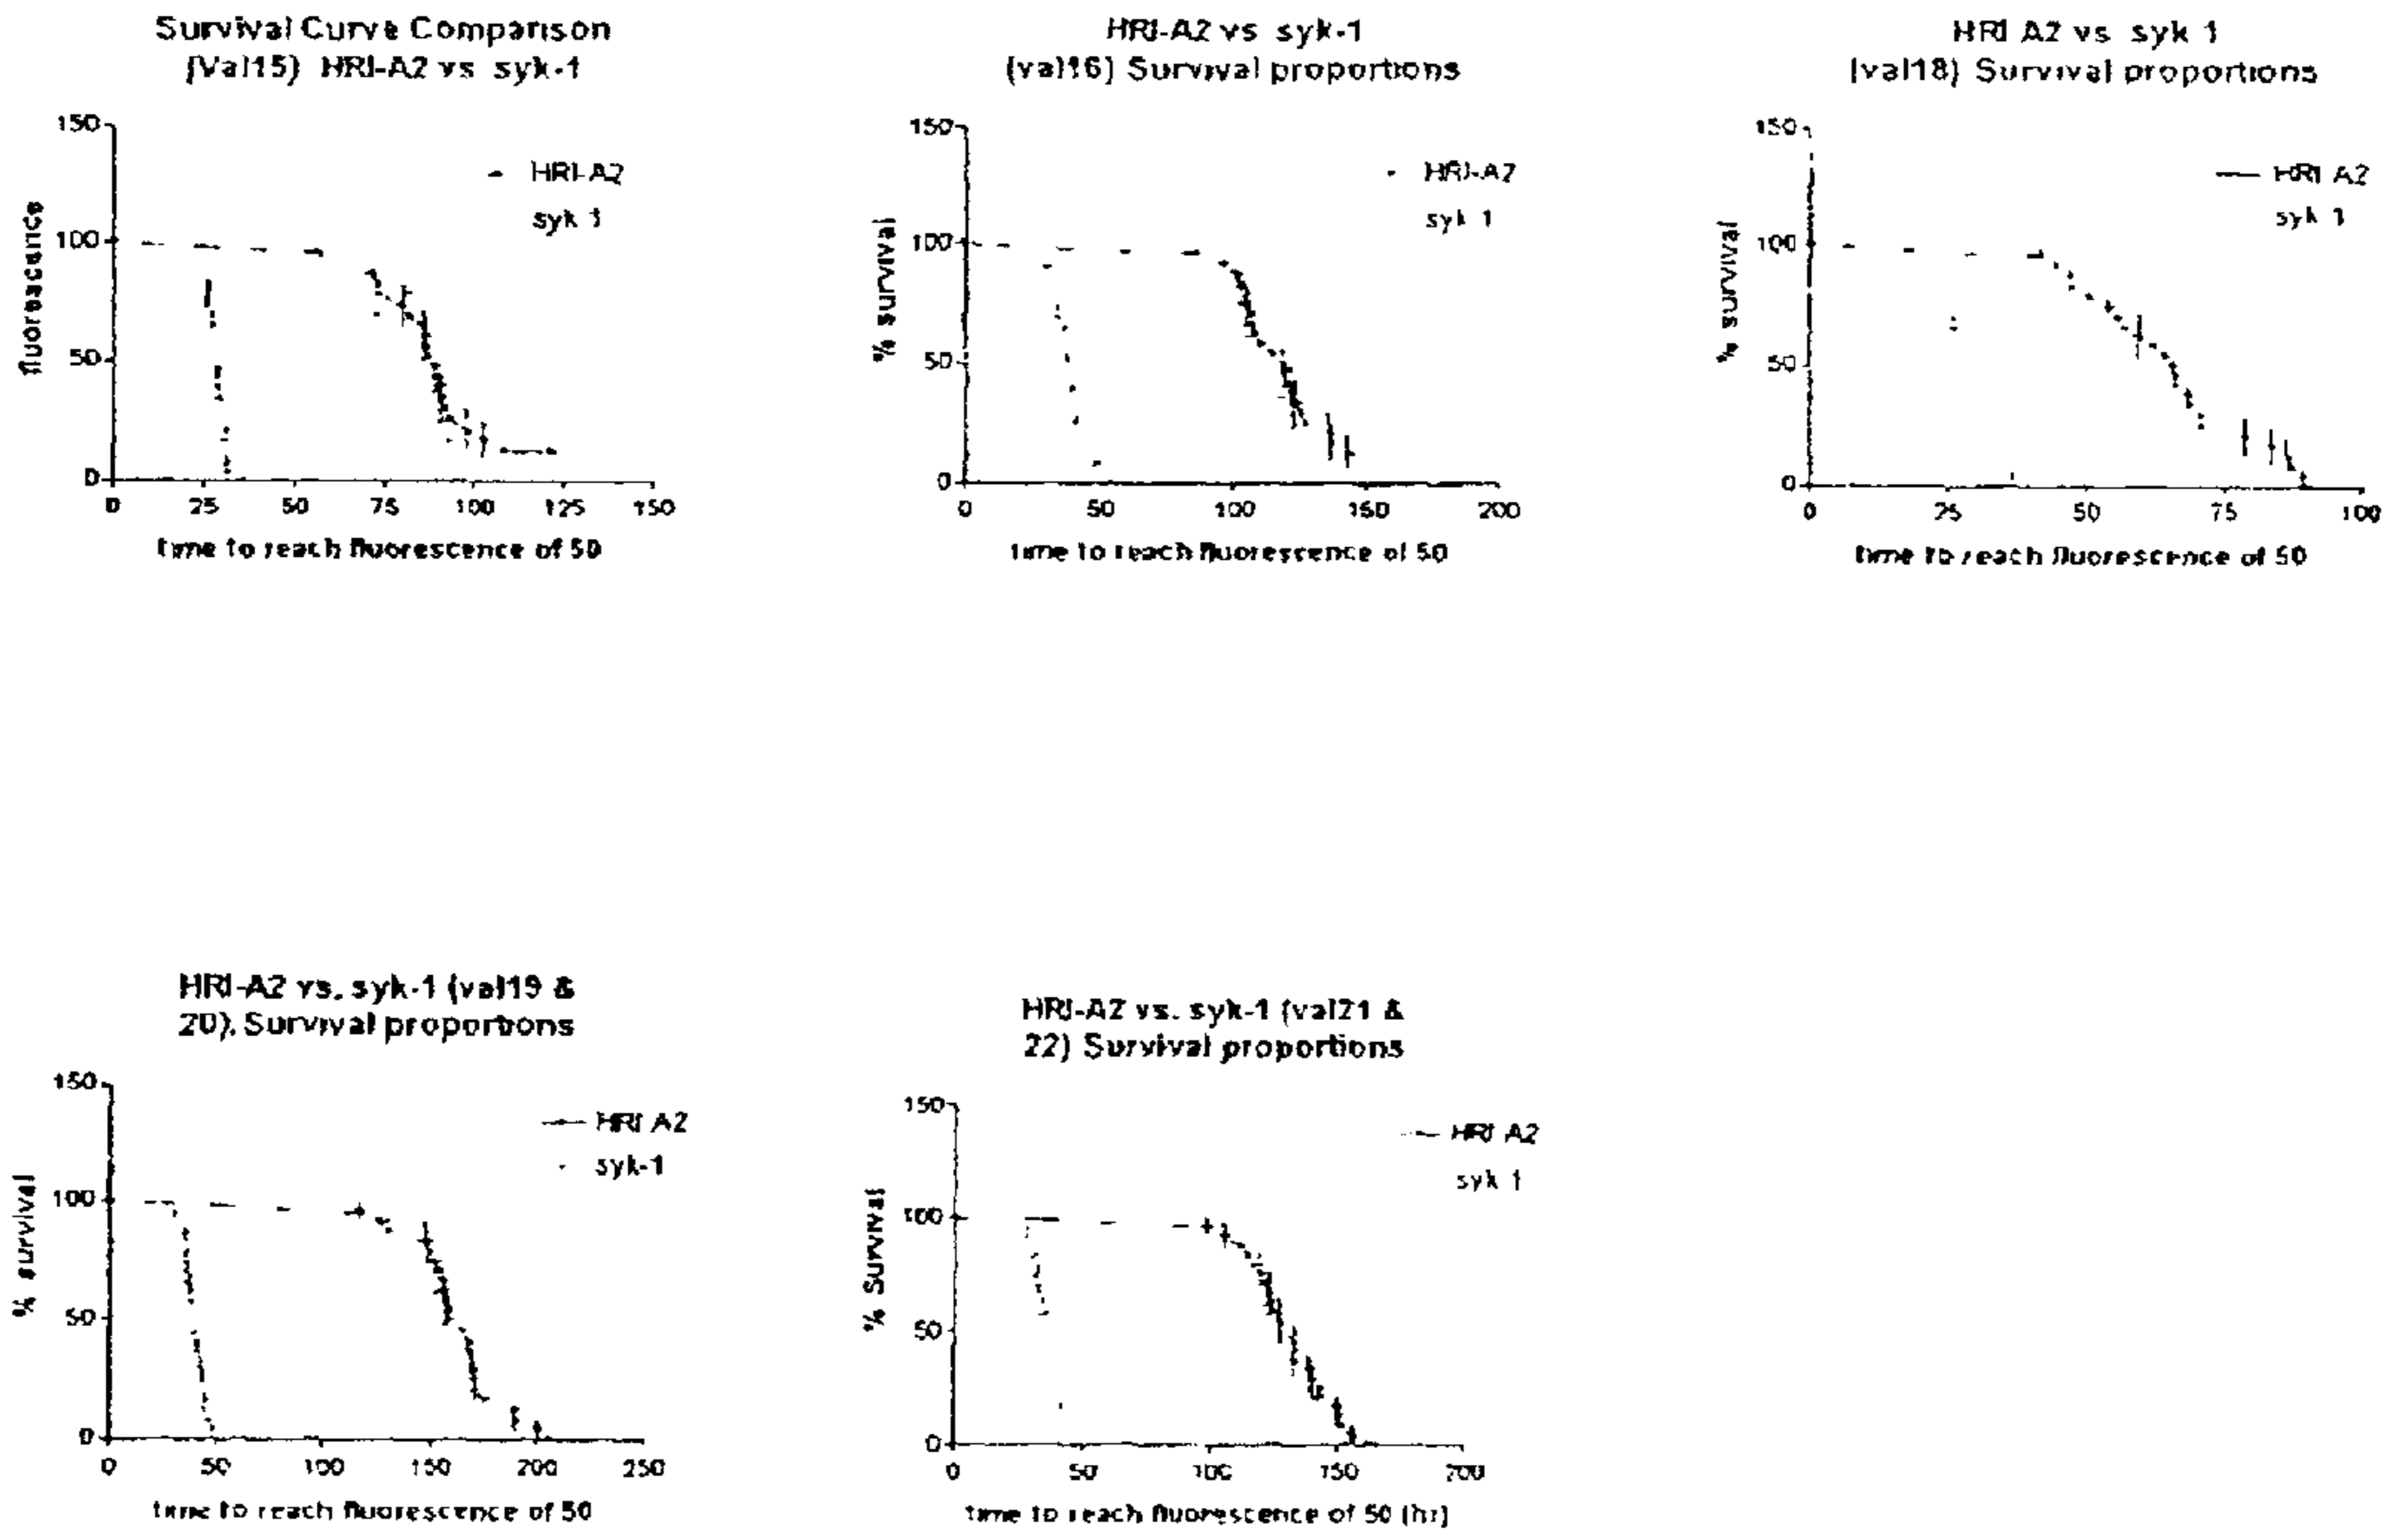 Survival Curve Comparison
(Val15) HRI-A2 vs syk-1
150
100
50
0
fluorescence
HRI-A2
syk 1
0 25 50 75 100 125 150
time to reach fluorescence of 50
HRI-A2 vs syk-1
(val16) Survival proportions
150
100
50
0
% survival
HRI-A2
syk 1
0 50 100 150 200
time to reach fluorescence of 50
HRI A2 vs syk 1
(val18) Survival proportions
150
100
50
0
% survival
HRI A2
syk 1
0 25 50 75 100
time to reach fluorescence of 50
HRI-A2 vs. syk-1 (val19 &
20). Survival proportions
150
100
50
0
% survival
HRI A2
syk-1
0 50 100 150 200 250
time to reach fluorescence of 50
HRI-A2 vs. syk-1 (val21 &
22) Survival proportions
150
100
50
0
% Survival
HRI A2
syk 1
0 50 100 150 200
time to reach fluorescence of 50 (hr)